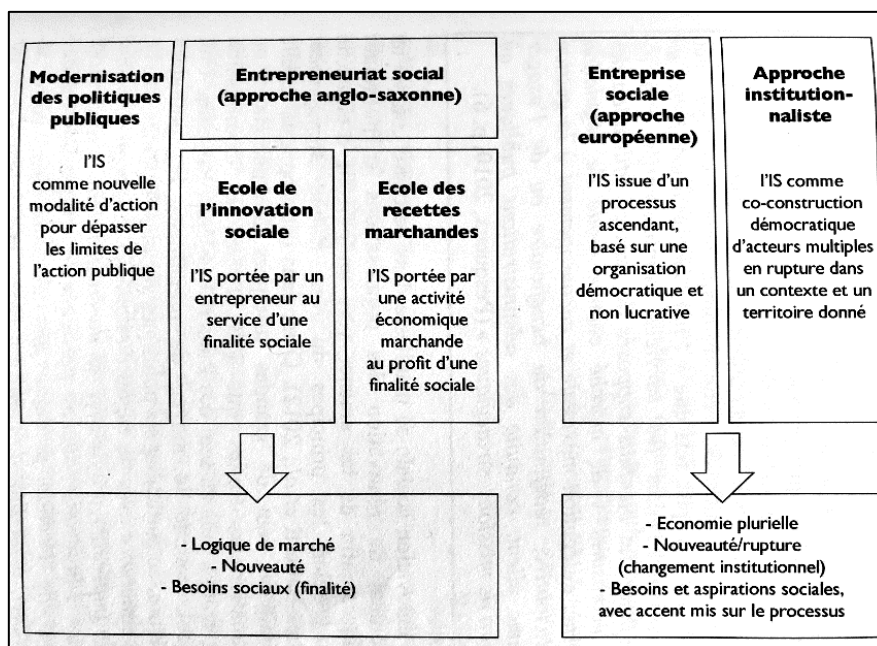 Modernisation
des politiques
publiques
l'IS
comme nouvelle
modalité d'action
pour dépasser
les limites de
l'action publique
Entrepreneuriat social
(approche anglo-saxonne)
Ecole de
l'innovation
sociale
l'IS portée par un
entrepreneur au
service d'une
finalité sociale
Ecole des
recettes
marchandes
l'IS portée par
une activité
économique
marchande
au profit d'une
finalité sociale
Entreprise
sociale
(approche
européenne)
l'IS issue d'un
processus
ascendant,
basé sur une
organisation
démocratique et
non lucrative
Approche
institution-
naliste
l'IS comme
co-construction
démocratique
d'acteurs multiples
en rupture dans
un contexte et un
territoire donné
- Logique de marché
- Nouveauté
- Besoins sociaux (finalité)
- Economie plurielle
- Nouveauté/rupture
(changement institutionnel)
- Besoins et aspirations sociales,
avec accent mis sur le processus